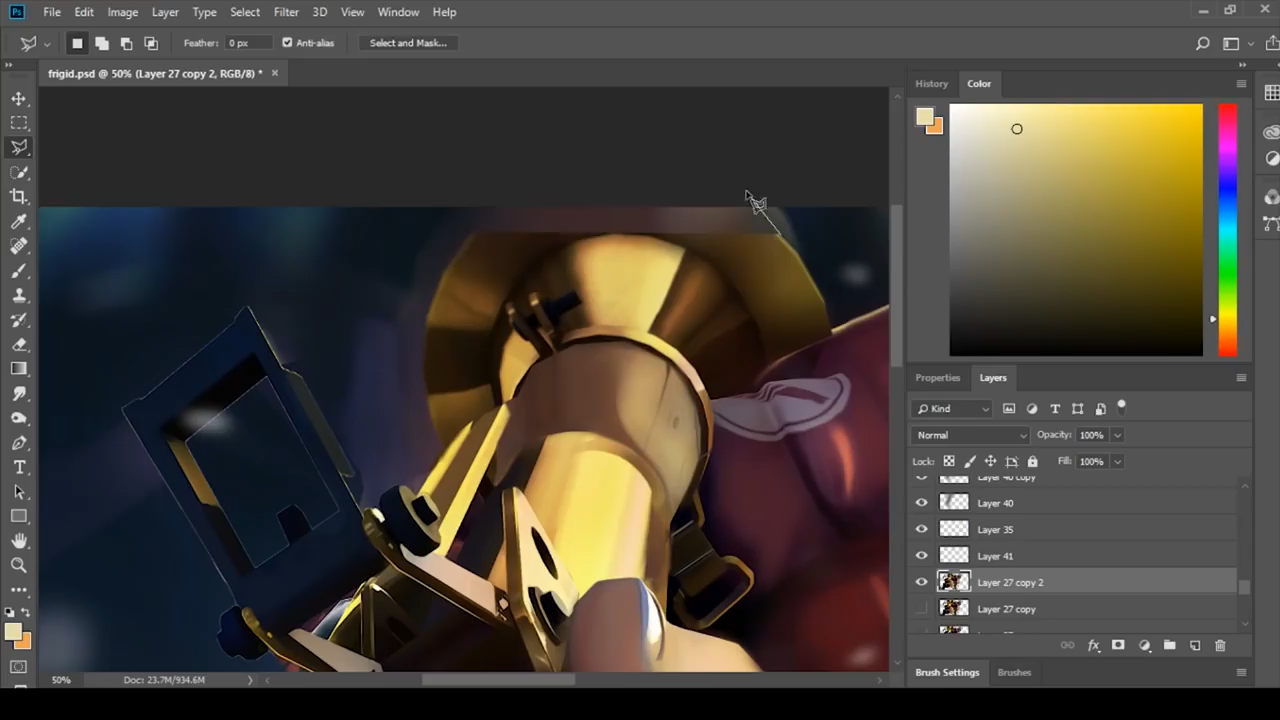 Ps File Edit Image Layer Type Select Filter 3D View Window Help
Feather: 0 px Anti-alias Select and Mask...
frigid.psd @ 50% (Layer 27 copy 2, RGB/8) *
History Color
Properties Layers
Kind
Normal Opacity: 100%
Lock: Fill: 100%
Layer 40 copy
Layer 40
Layer 35
Layer 41
Layer 27 copy 2
Layer 27 copy
50% Doc: 23.7M/934.6M
Brush Settings Brushes